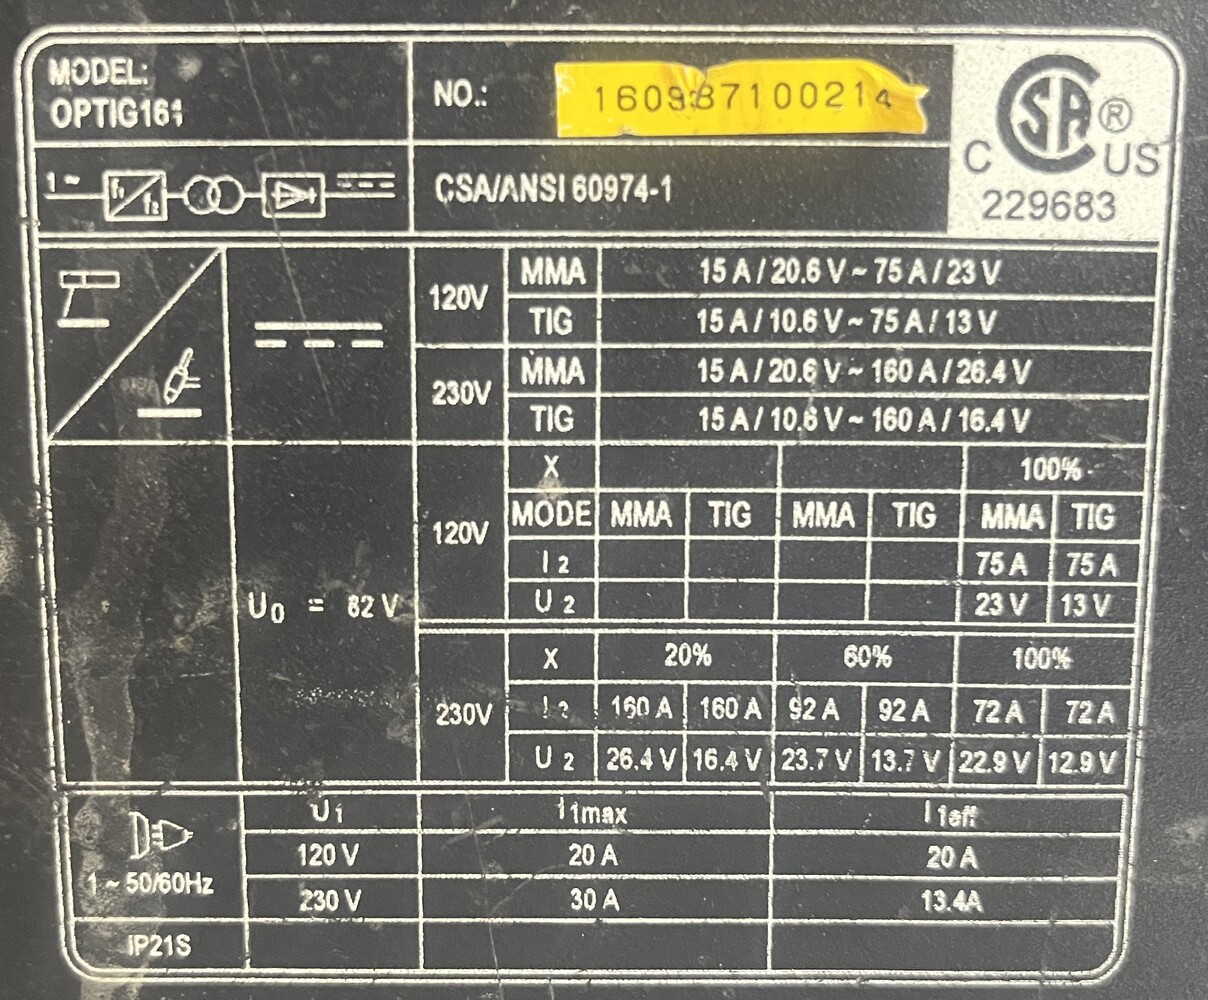 MODEL:
OPTIG161
NO.:
CSA/ANSI 60974-1
C US ®
229683
1~ f1 f2
120V MMA 15 A / 20.6 V ~ 75 A / 23 V
TIG 15 A / 10.6 V ~ 75 A / 13 V
230V MMA 15 A / 20.6 V ~ 160 A / 26.4 V
TIG 15 A / 10.6 V ~ 160 A / 16.4 V
U0 = 62 V
120V
X 100%
MODE MMA TIG MMA TIG MMA TIG
I2 75 A 75 A
U2 23 V 13 V
230V
X 20% 60% 100%
I2 160 A 160 A 92 A 92 A 72 A 72 A
U2 26.4 V 16.4 V 23.7 V 13.7 V 22.9 V 12.9 V
1 ~ 50/60Hz
U1 I1max I1eff
120 V 20 A 20 A
230 V 30 A 13.4A
IP21S